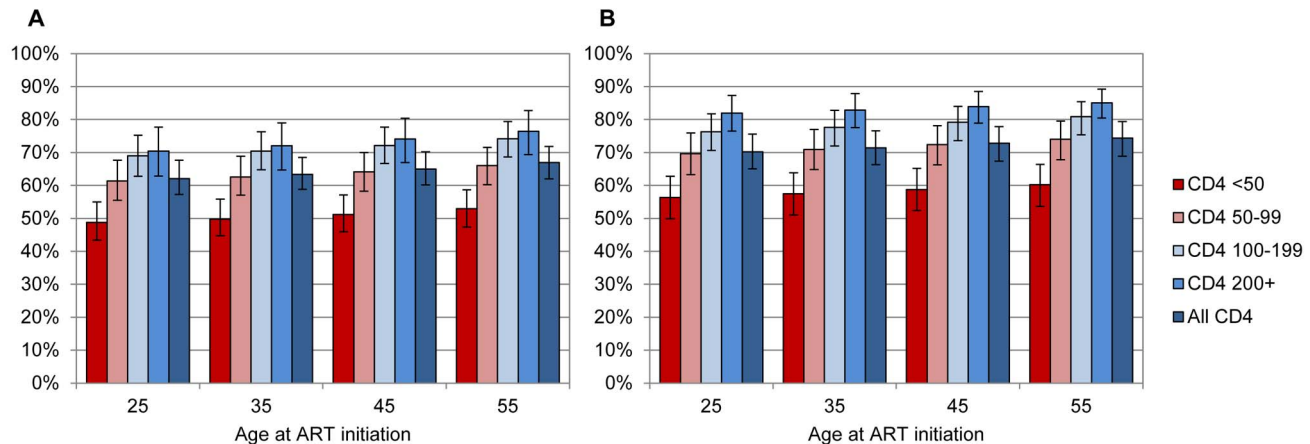 A
100%
90%
80%
70%
60%
50%
40%
30%
20%
10%
0%
25 35 45 55
Age at ART initiation
B
100%
90%
80%
70%
60%
50%
40%
30%
20%
10%
0%
25 35 45 55
Age at ART initiation
CD4 <50
CD4 50-99
CD4 100-199
CD4 200+
All CD4